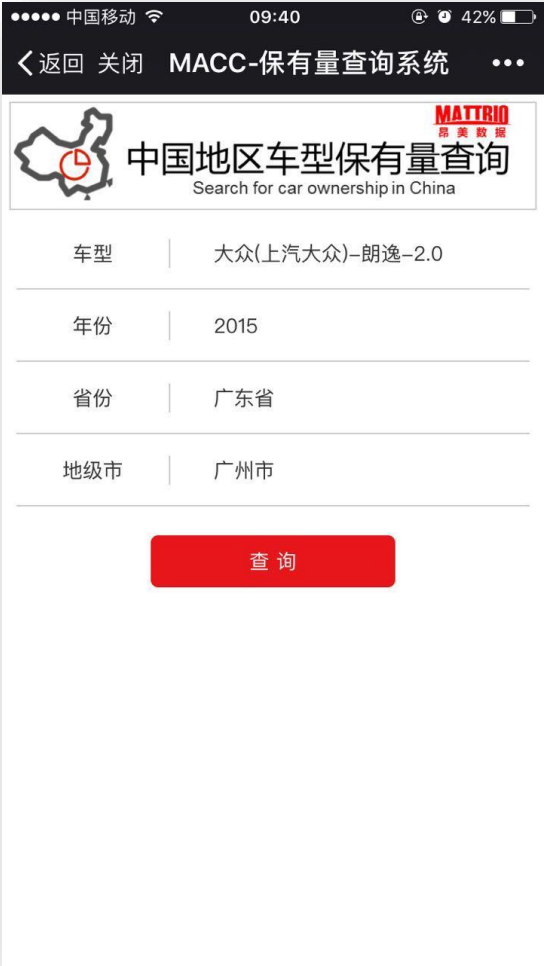 中国移动 09:40 42%
返回 关闭 MACC-保有量查询系统
MATTRIO
昂美数据
中国地区车型保有量查询
Search for car ownership in China
车型 大众(上汽大众)-朗逸-2.0
年份 2015
省份 广东省
地级市 广州市
查询